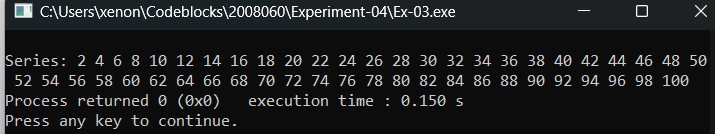 C:\Users\xenon\Codeblocks\2008060\Experiment-04\Ex-03.exe
Series: 2 4 6 8 10 12 14 16 18 20 22 24 26 28 30 32 34 36 38 40 42 44 46 48 50
52 54 56 58 60 62 64 66 68 70 72 74 76 78 80 82 84 86 88 90 92 94 96 98 100
Process returned 0 (0x0)   execution time : 0.150 s
Press any key to continue.